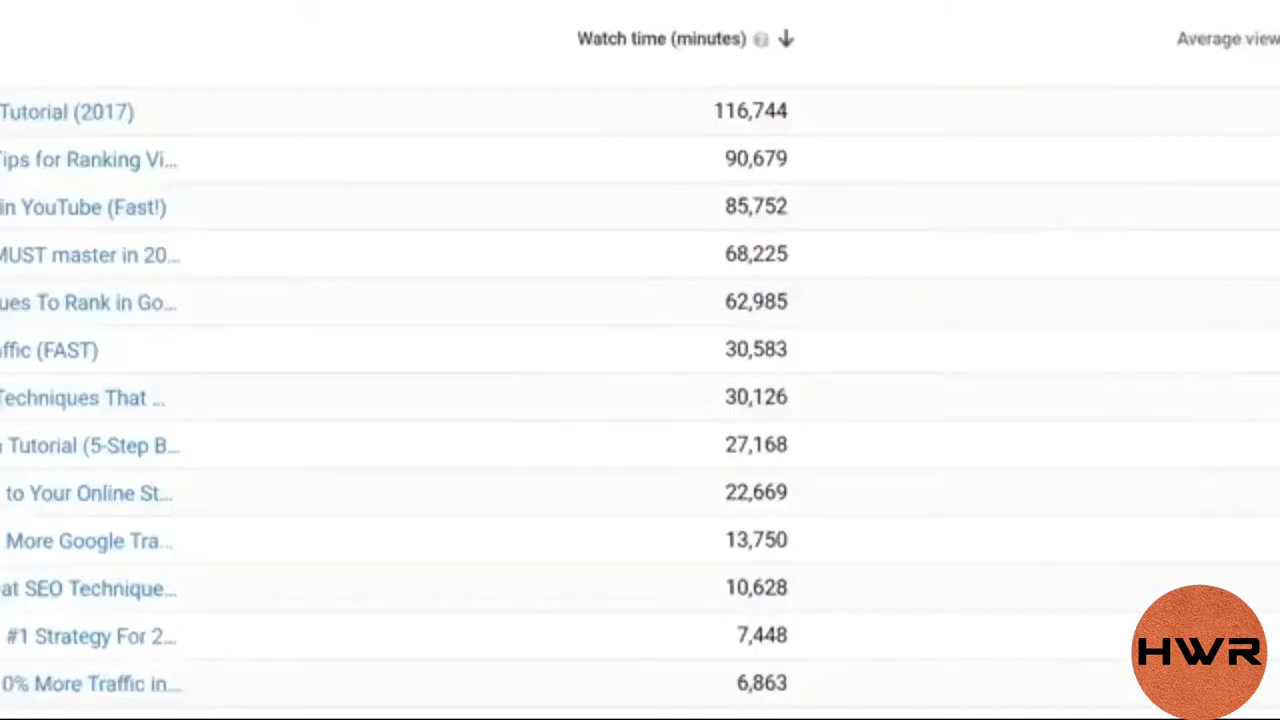 Watch time (minutes) Average view
Tutorial (2017) 116,744
Tips for Ranking Vi... 90,679
in YouTube (Fast!) 85,752
MUST master in 20... 68,225
ues To Rank in Go... 62,985
affic (FAST) 30,583
Techniques That ... 30,126
Tutorial (5-Step B... 27,168
to Your Online St... 22,669
More Google Tra... 13,750
at SEO Technique... 10,628
#1 Strategy For 2... 7,448
0% More Traffic in... 6,863
HWR